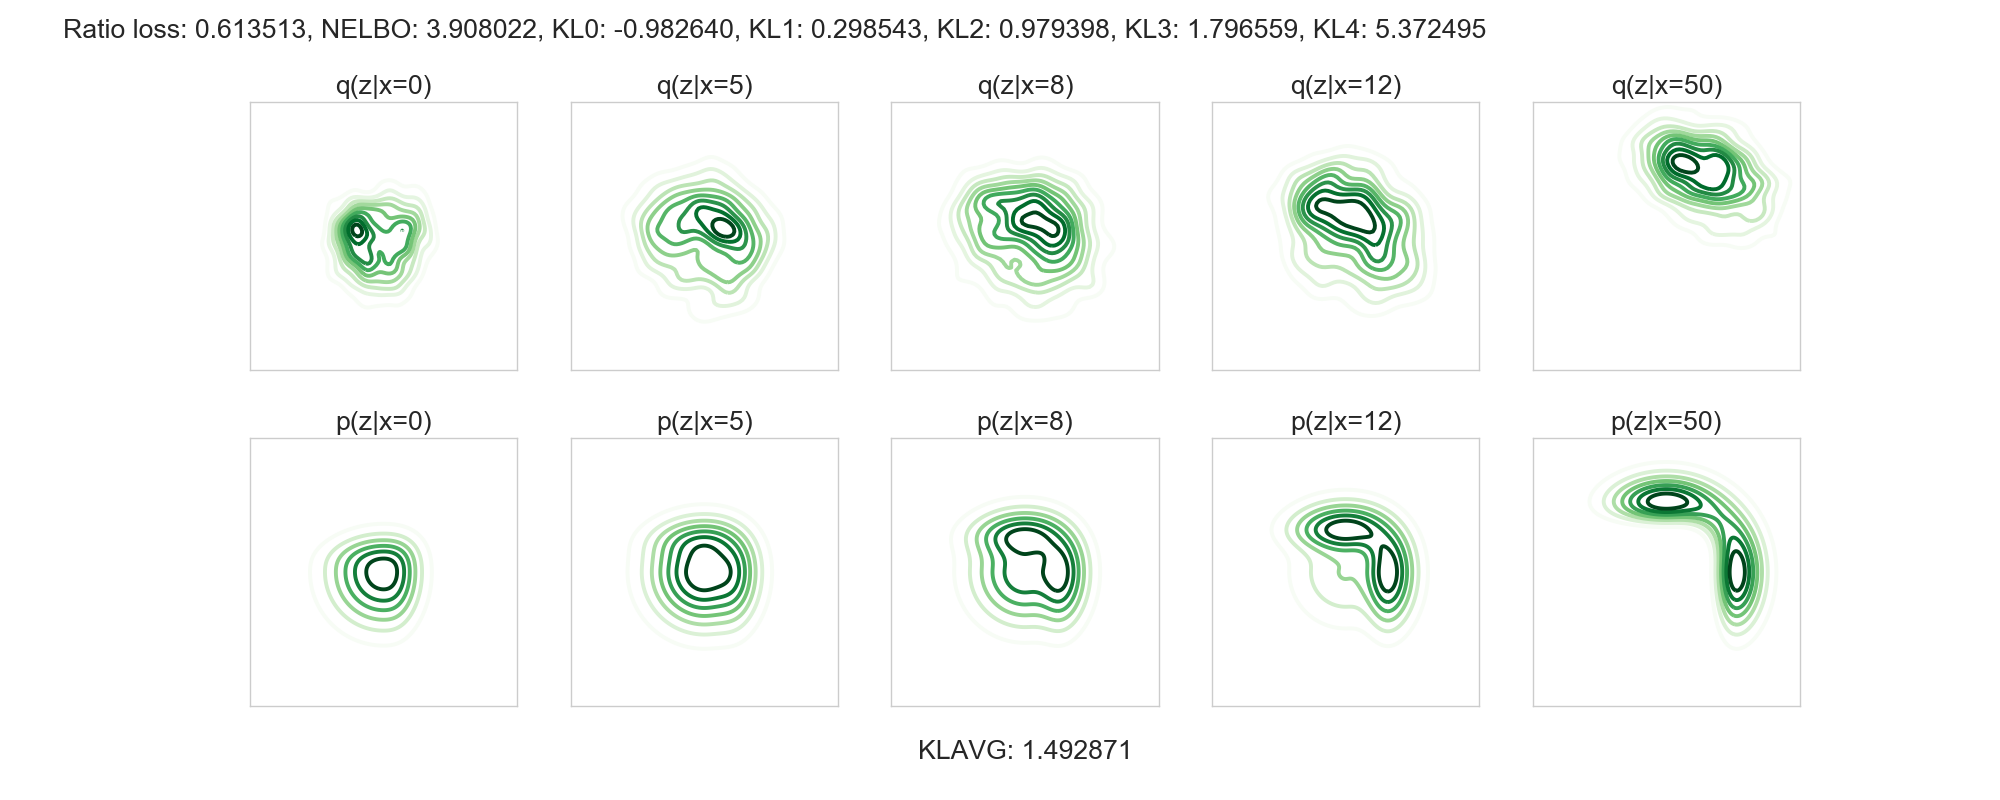 Ratio loss: 0.613513, NELBO: 3.908022, KL0: -0.982640, KL1: 0.298543, KL2: 0.979398, KL3: 1.796559, KL4: 5.372495
q(z|x=0) q(z|x=5) q(z|x=8) q(z|x=12) q(z|x=50)
p(z|x=0) p(z|x=5) p(z|x=8) p(z|x=12) p(z|x=50)
KLAVG: 1.492871